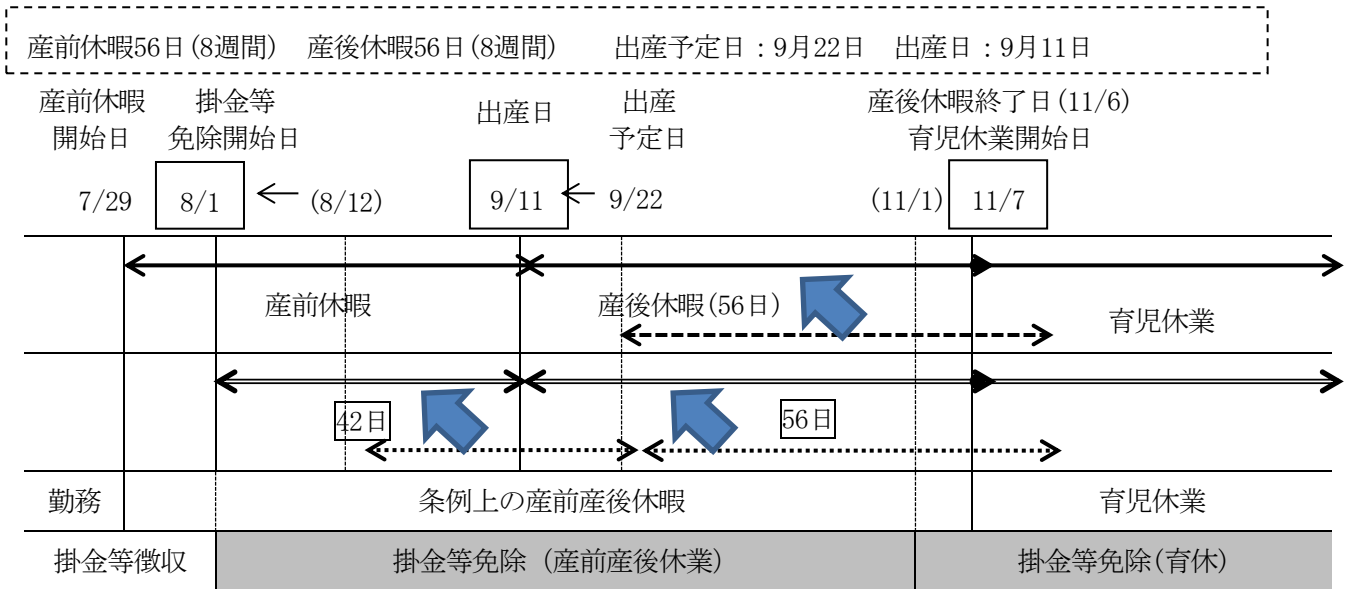 産前休暇56日(8週間) 産後休暇56日(8週間) 出産予定日：9月22日 出産日：9月11日
産前休暇
開始日
掛金等
免除開始日
出産日
出産
予定日
産後休暇終了日(11/6)
育児休業開始日
7/29
8/1
(8/12)
9/11
9/22
(11/1)
11/7
産前休暇
産後休暇(56日)
育児休業
42日
56日
勤務
条例上の産前産後休暇
育児休業
掛金等徴収
掛金等免除（産前産後休業）
掛金等免除(育休)